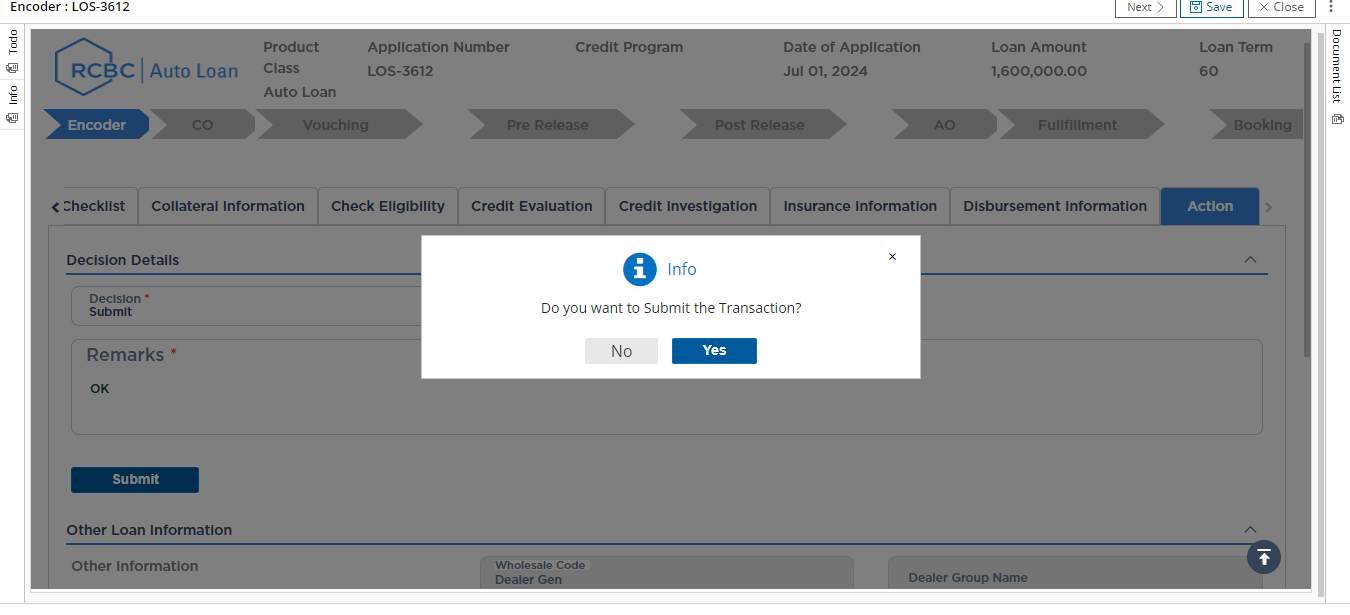 Encoder : LOS-3612
Next
Save
Close
Todo
Info
Document List
RCBC Auto Loan
Product Class
Auto Loan
Application Number
LOS-3612
Credit Program
Date of Application
Jul 01, 2024
Loan Amount
1,600,000.00
Loan Term
60
Encoder
CO
Vouching
Pre Release
Post Release
AO
Fullfillment
Booking
Checklist
Collateral Information
Check Eligibility
Credit Evaluation
Credit Investigation
Insurance Information
Disbursement Information
Action
Decision Details
Decision *
Submit
Remarks *
OK
Info
Do you want to Submit the Transaction?
No
Yes
Submit
Other Loan Information
Other Information
Wholesale Code
Dealer Gen
Dealer Group Name